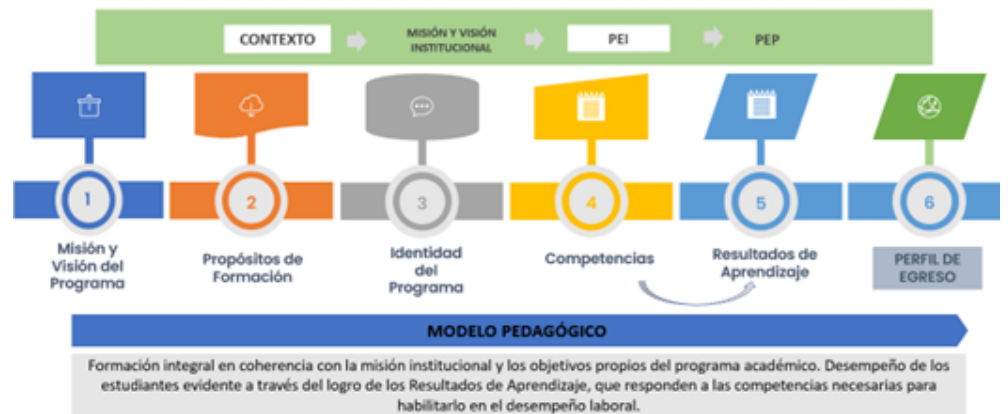 CONTEXTO
MISIÓN Y VISIÓN
INSTITUCIONAL
PEI
PEP
1
2
3
4
5
6
Misión y
Visión del
Programa
Propósitos de
Formación
Identidad
del
Programa
Competencias
Resultados de
Aprendizaje
PERFIL DE
EGRESO
MODELO PEDAGÓGICO
Formación integral en coherencia con la misión institucional y los objetivos propios del programa académico. Desempeño de los
estudiantes evidente a través del logro de los Resultados de Aprendizaje, que responden a las competencias necesarias para
habilitarlo en el desempeño laboral.